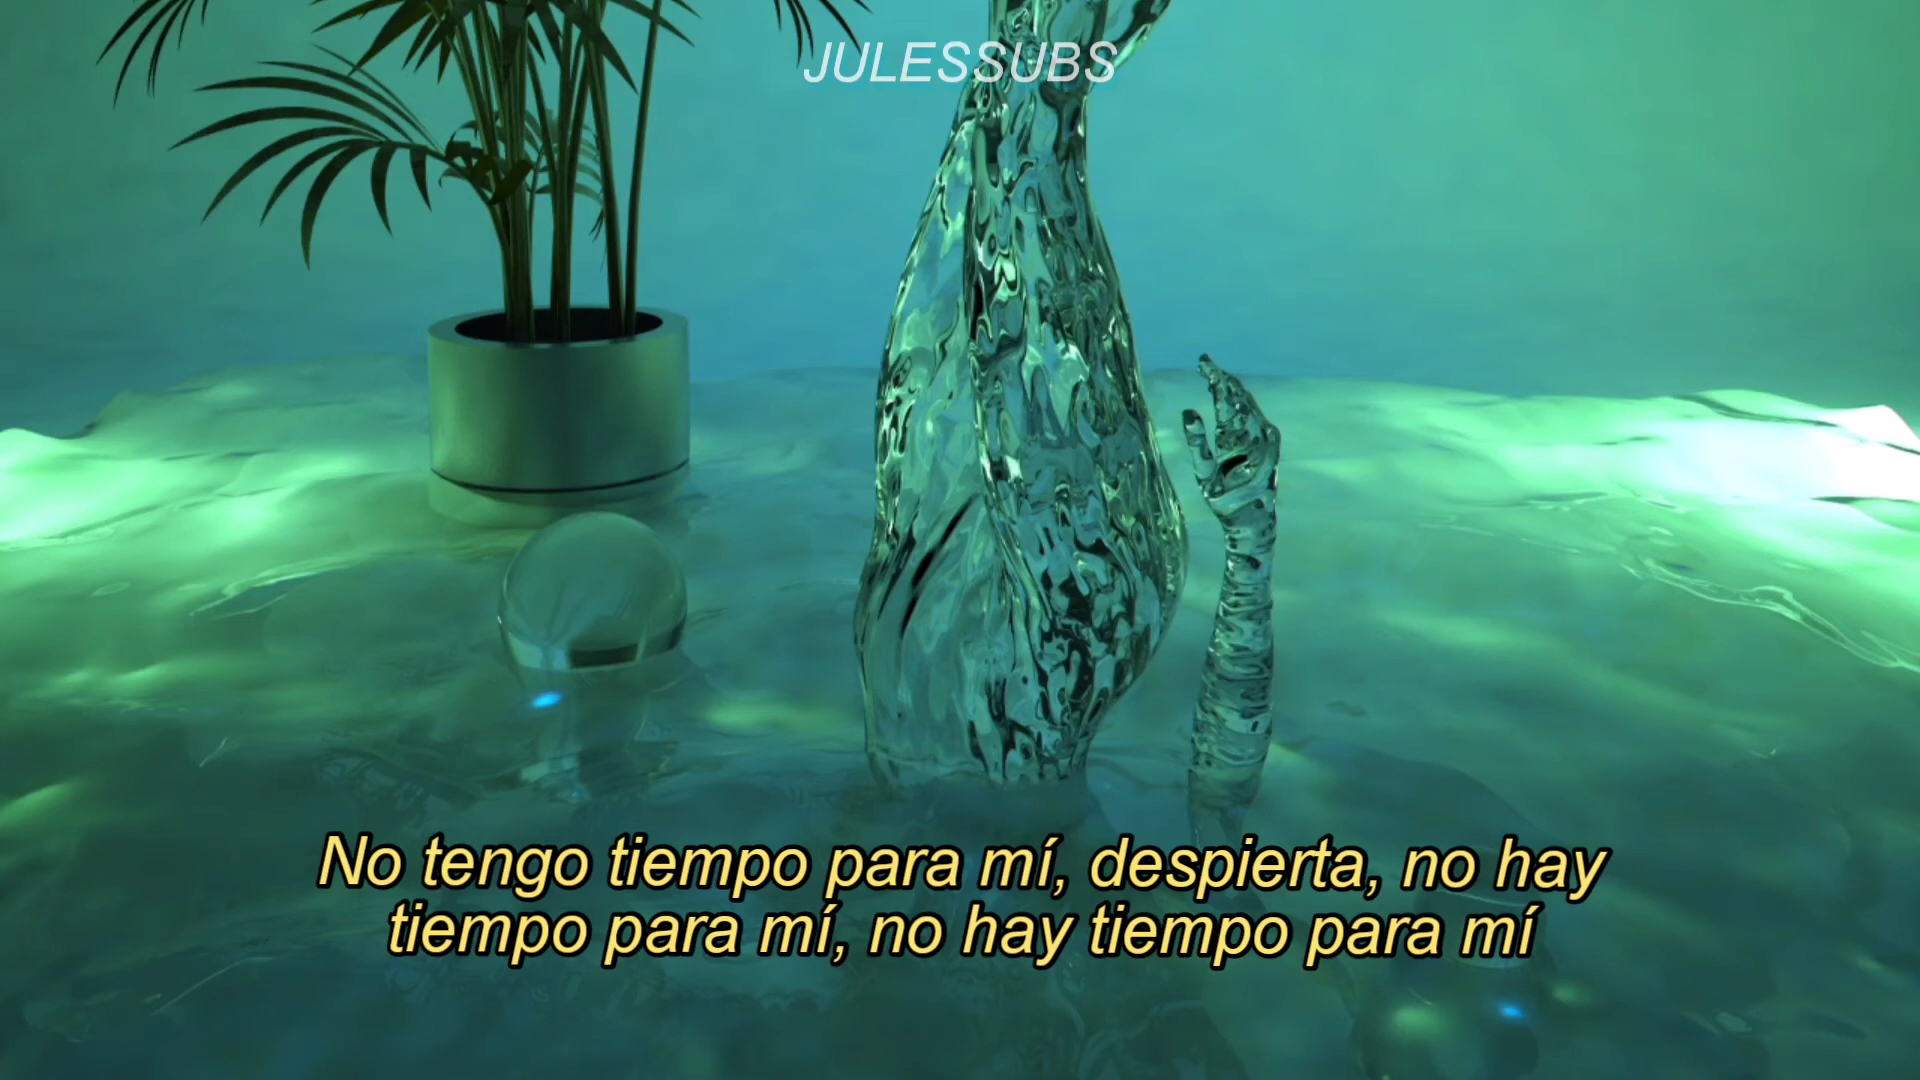 JULESSUBS
No tengo tiempo para mí, despierta, no hay
tiempo para mí, no hay tiempo para mí